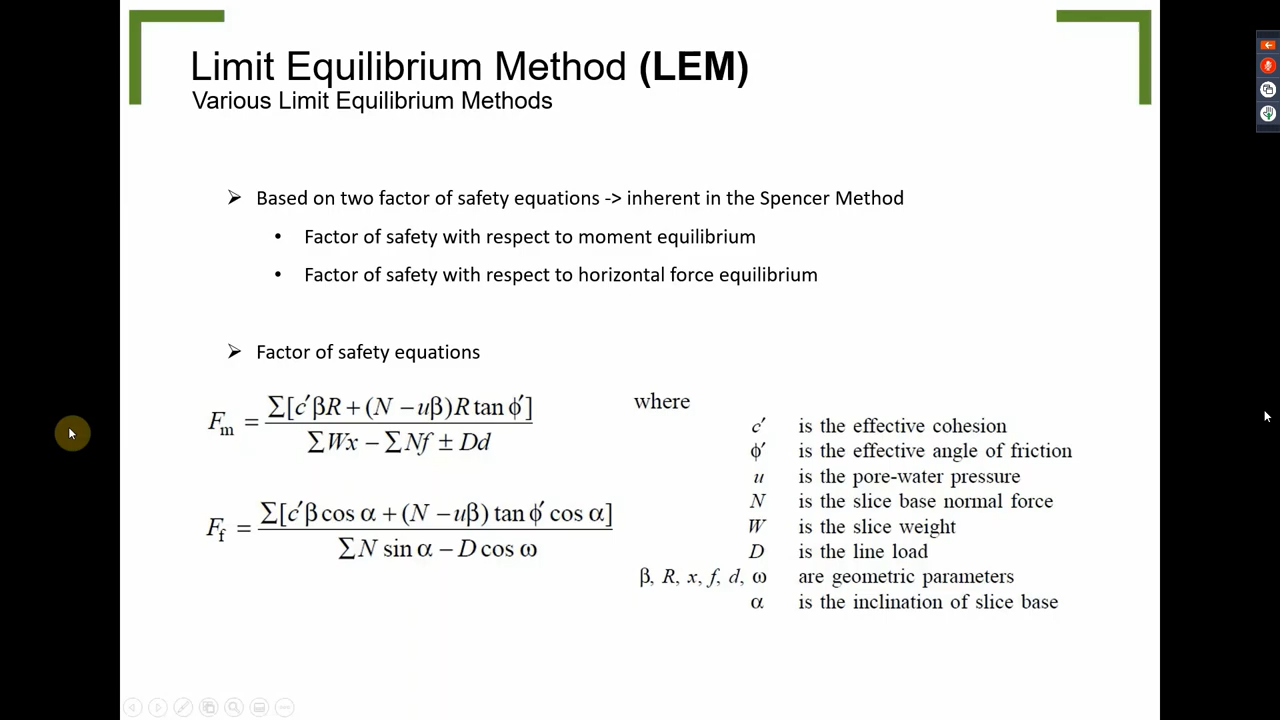 Limit Equilibrium Method (LEM)
Various Limit Equilibrium Methods
➢ Based on two factor of safety equations -> inherent in the Spencer Method
• Factor of safety with respect to moment equilibrium
• Factor of safety with respect to horizontal force equilibrium
➢ Factor of safety equations
Fm = Σ[c′βR + (N − uβ)R tan ϕ′] / ΣWx − ΣNf ± Dd
Ff = Σ[c′β cos α + (N − uβ) tan ϕ′ cos α] / ΣN sin α − D cos ω
where
c′ is the effective cohesion
ϕ′ is the effective angle of friction
u is the pore-water pressure
N is the slice base normal force
W is the slice weight
D is the line load
β, R, x, f, d, ω are geometric parameters
α is the inclination of slice base